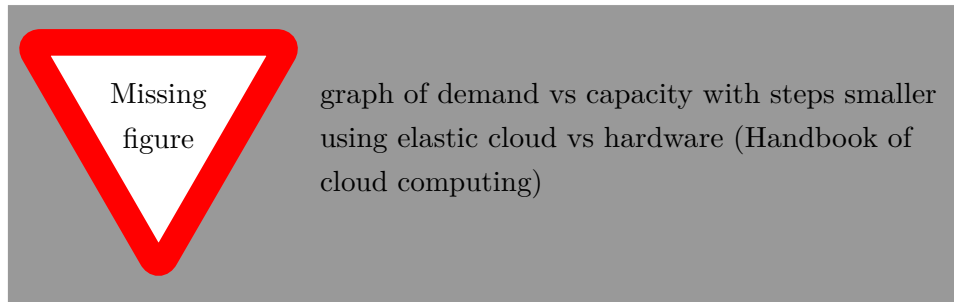 Missing
figure
graph of demand vs capacity with steps smaller
using elastic cloud vs hardware (Handbook of
cloud computing)